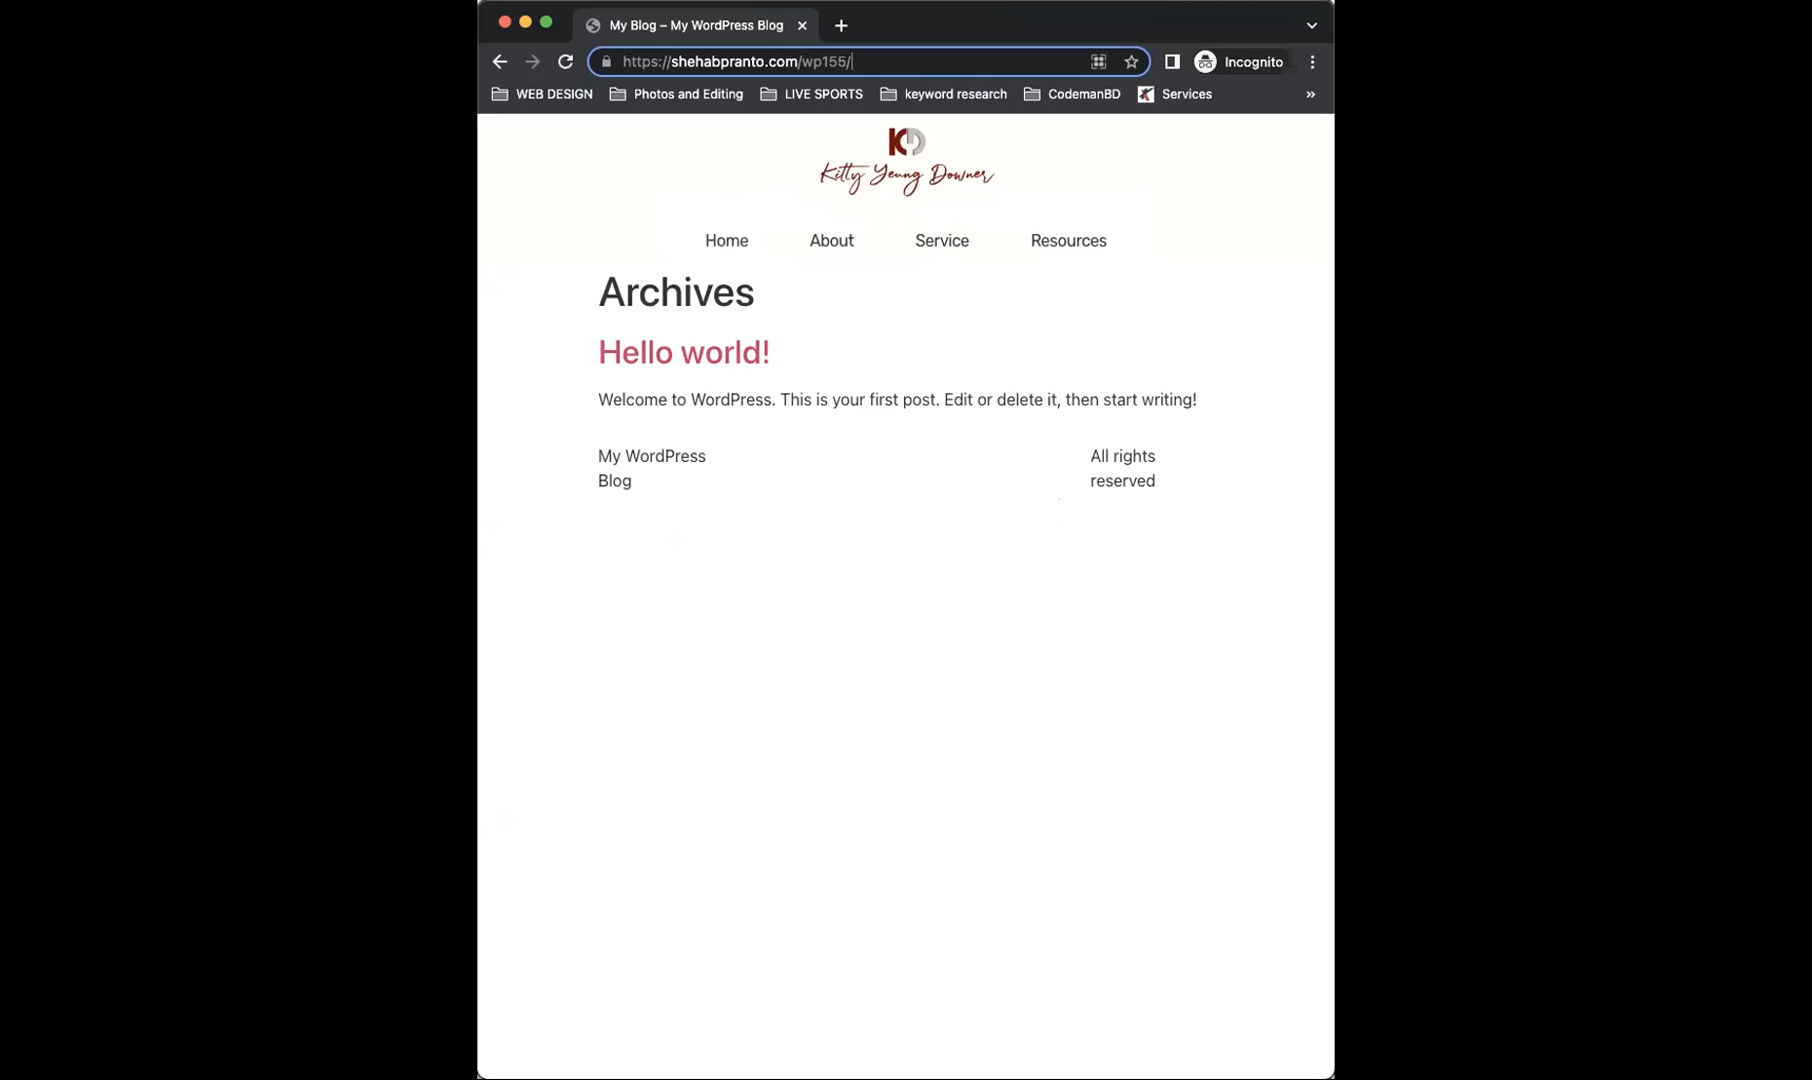 My Blog – My WordPress Blog
https://shehabpranto.com/wp155/
Incognito
WEB DESIGN
Photos and Editing
LIVE SPORTS
keyword research
CodemanBD
Services
»
KD
Kitty Yeung Downer
Home
About
Service
Resources
Archives
Hello world!
Welcome to WordPress. This is your first post. Edit or delete it, then start writing!
My WordPress
Blog
All rights
reserved